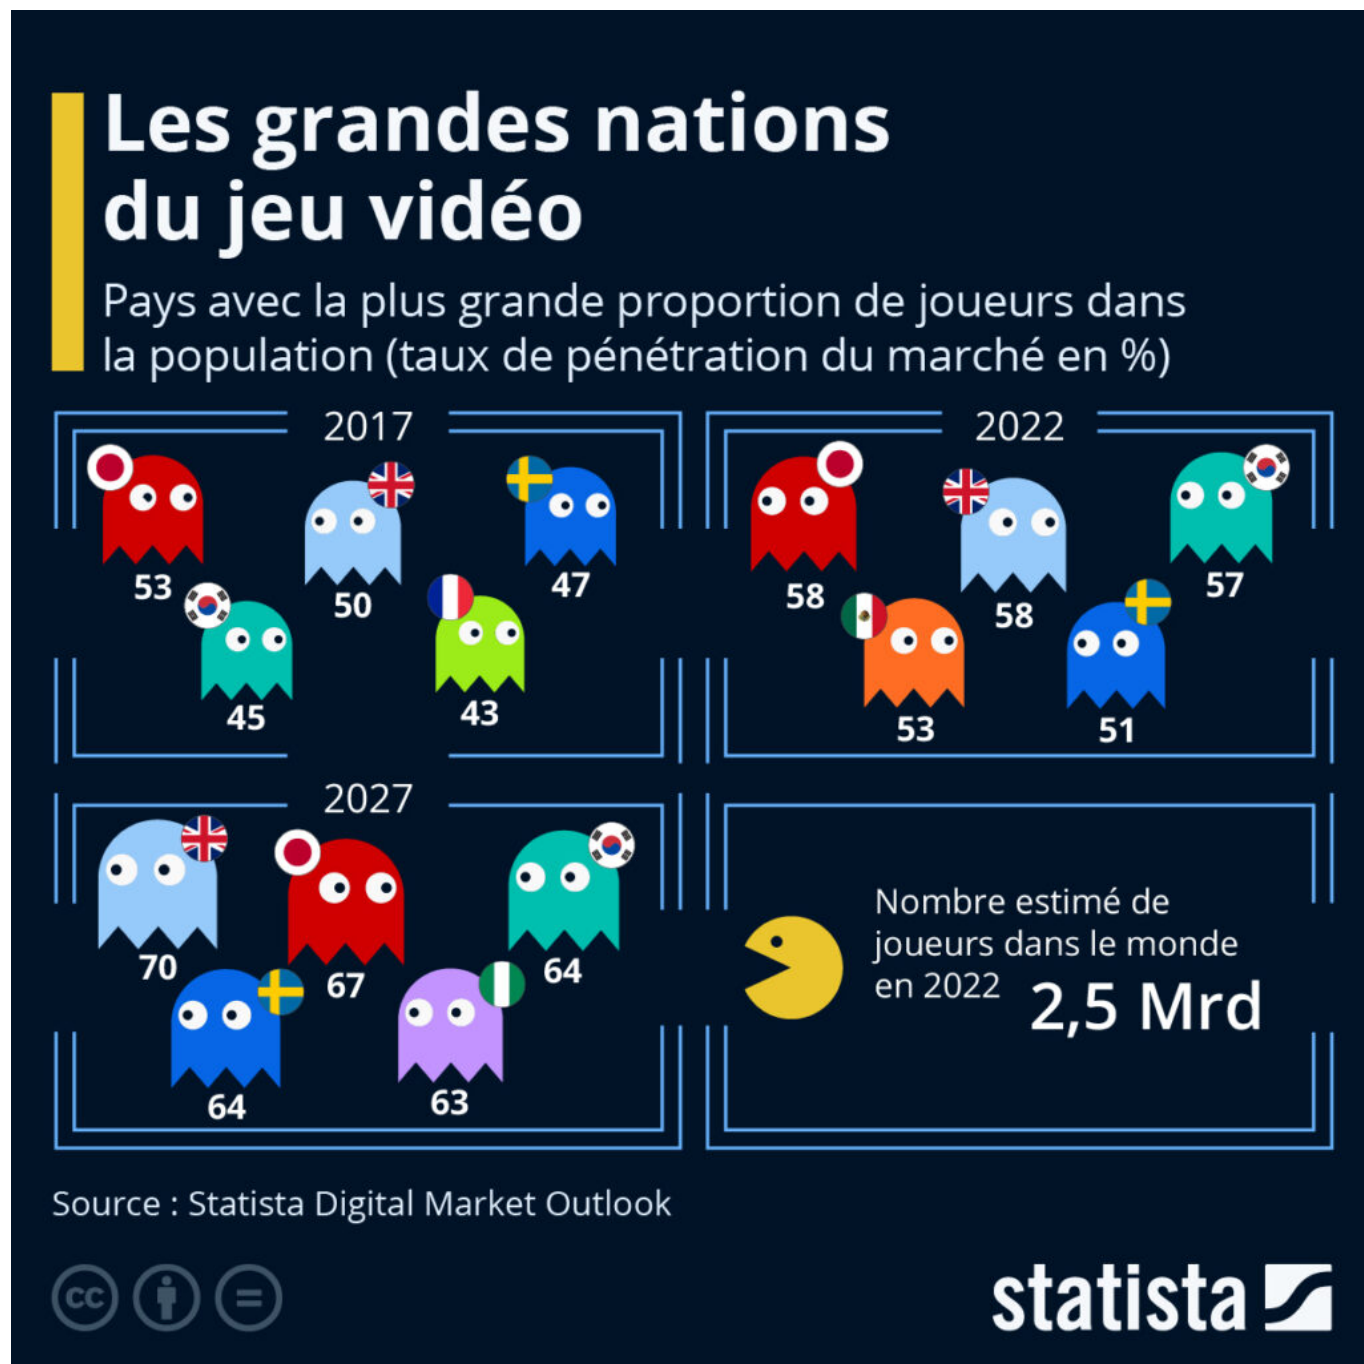 Les grandes nations
du jeu vidéo
Pays avec la plus grande proportion de joueurs dans
la population (taux de pénétration du marché en %)
2017
53
50
47
45
43
2022
58
58
57
53
51
2027
70
67
64
64
63
Nombre estimé de
joueurs dans le monde
en 2022 2,5 Mrd
Source : Statista Digital Market Outlook
cc
=
statista